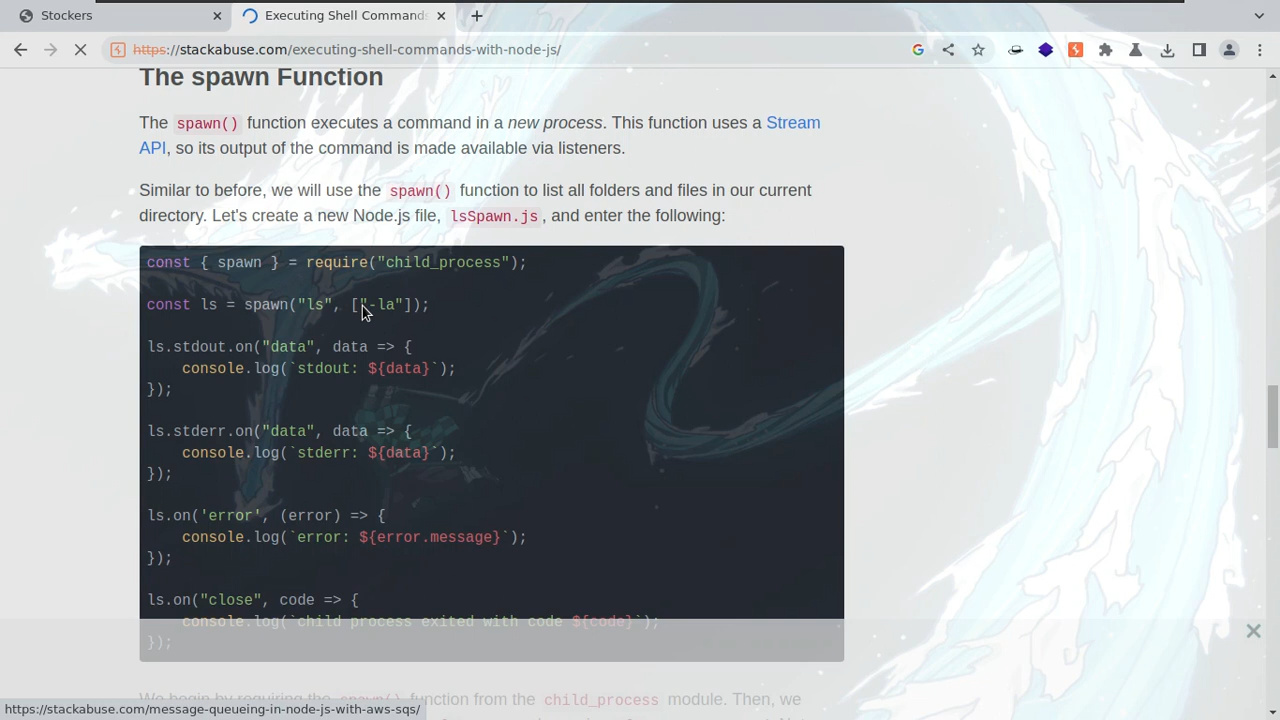 Stockers
Executing Shell Commands
https://stackabuse.com/executing-shell-commands-with-node-js/
The spawn Function
The spawn() function executes a command in a new process. This function uses a Stream
API, so its output of the command is made available via listeners.
Similar to before, we will use the spawn() function to list all folders and files in our current
directory. Let's create a new Node.js file, lsSpawn.js, and enter the following:
const { spawn } = require("child_process");
const ls = spawn("ls", ["-la"]);
ls.stdout.on("data", data => {
console.log(`stdout: ${data}`);
});
ls.stderr.on("data", data => {
console.log(`stderr: ${data}`);
});
ls.on('error', (error) => {
console.log(`error: ${error.message}`);
});
ls.on("close", code => {
console.log(`child process exited with code ${code}`);
});
We begin by requiring the spawn() function from the child_process module. Then, we
https://stackabuse.com/message-queueing-in-node-js-with-aws-sqs/